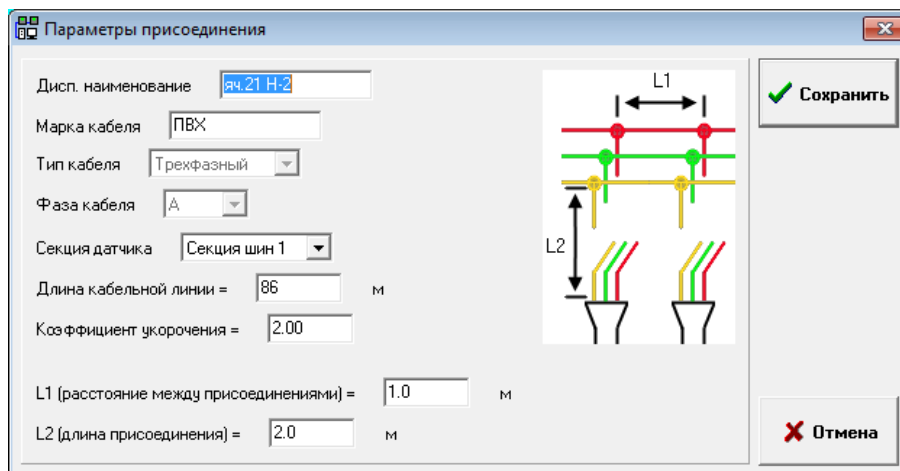 Параметры присоединения
Дисп. наименование яч.21 Н-2
Марка кабеля ПВХ
Тип кабеля Трехфазный
Фаза кабеля А
Секция датчика Секция шин 1
Длина кабельной линии = 86 м
Коэффициент укорочения = 2.00
L1 (расстояние между присоединениями) = 1.0 м
L2 (длина присоединения) = 2.0 м
L1
L2
Сохранить
Отмена